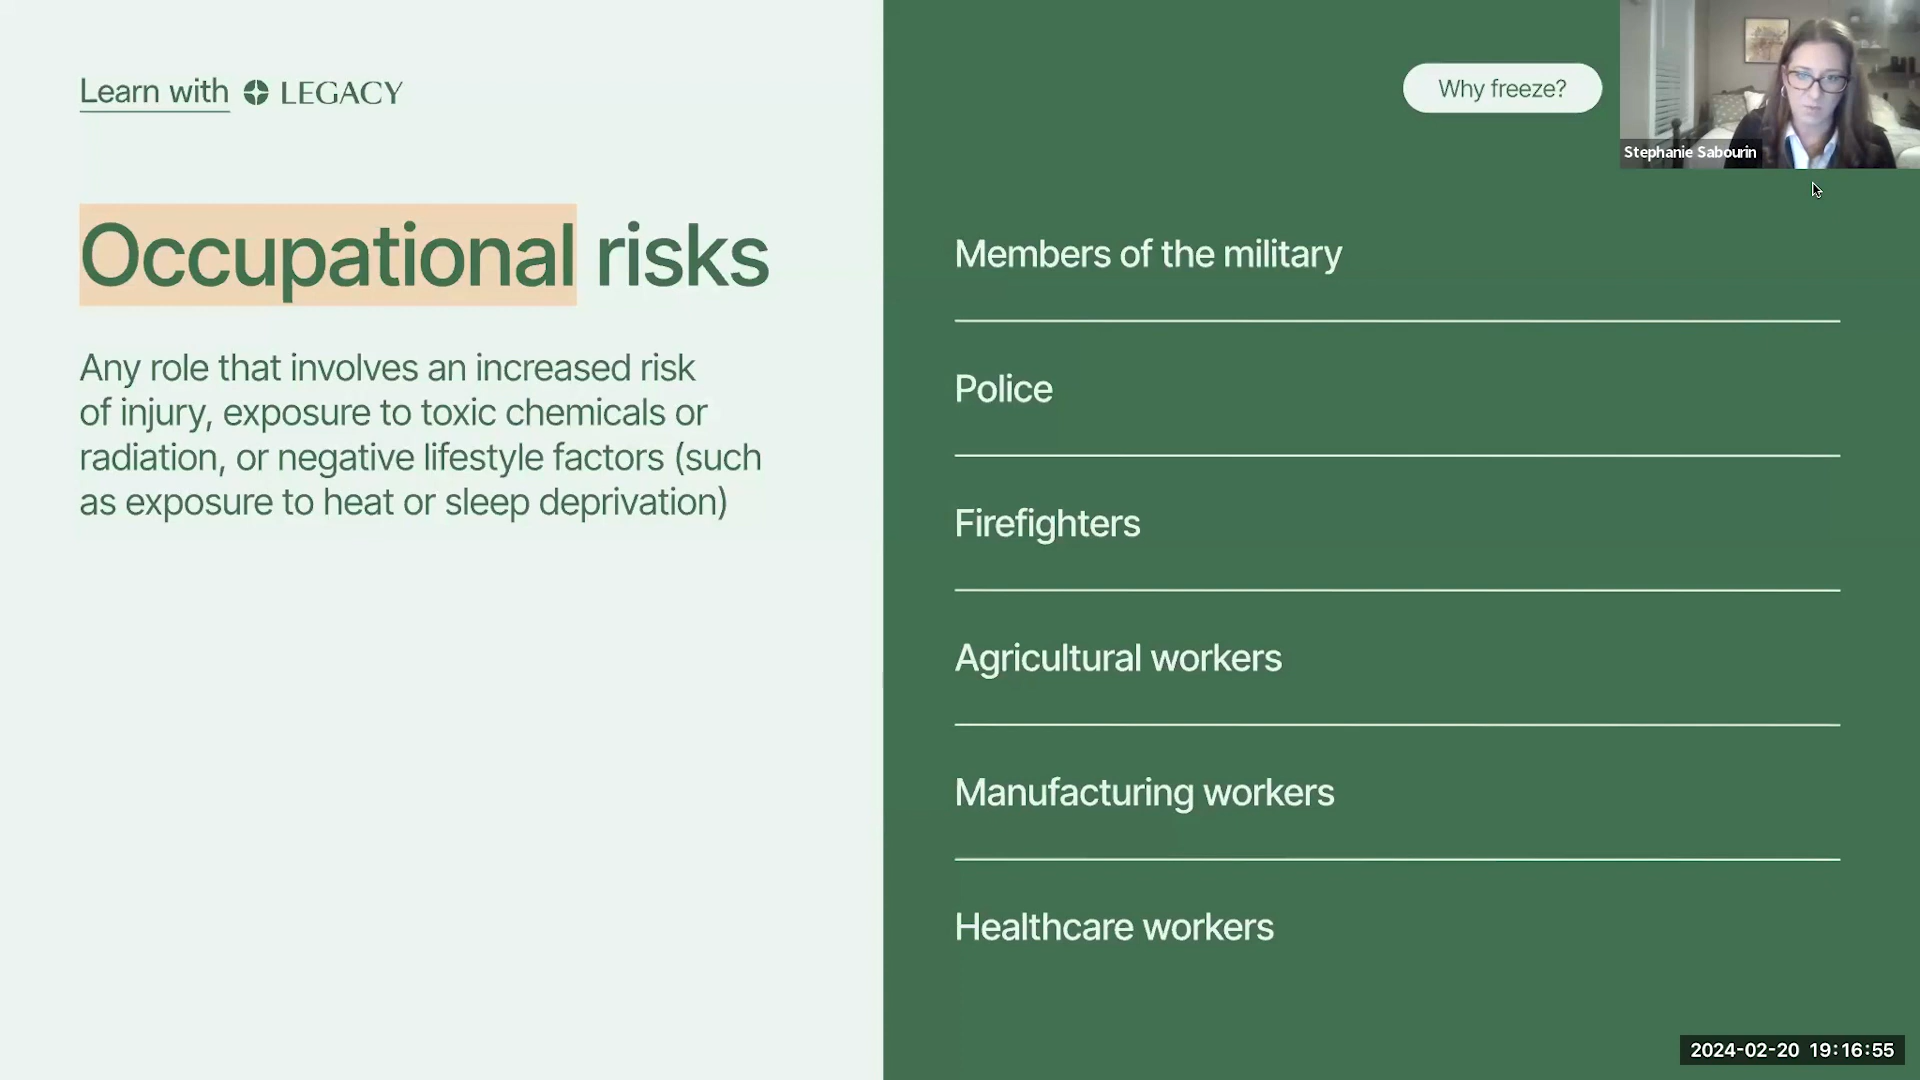 Learn with LEGACY
Why freeze?
Stephanie Sabourin
Occupational risks
Any role that involves an increased risk
of injury, exposure to toxic chemicals or
radiation, or negative lifestyle factors (such
as exposure to heat or sleep deprivation)
Members of the military
Police
Firefighters
Agricultural workers
Manufacturing workers
Healthcare workers
2024-02-20 19:16:55